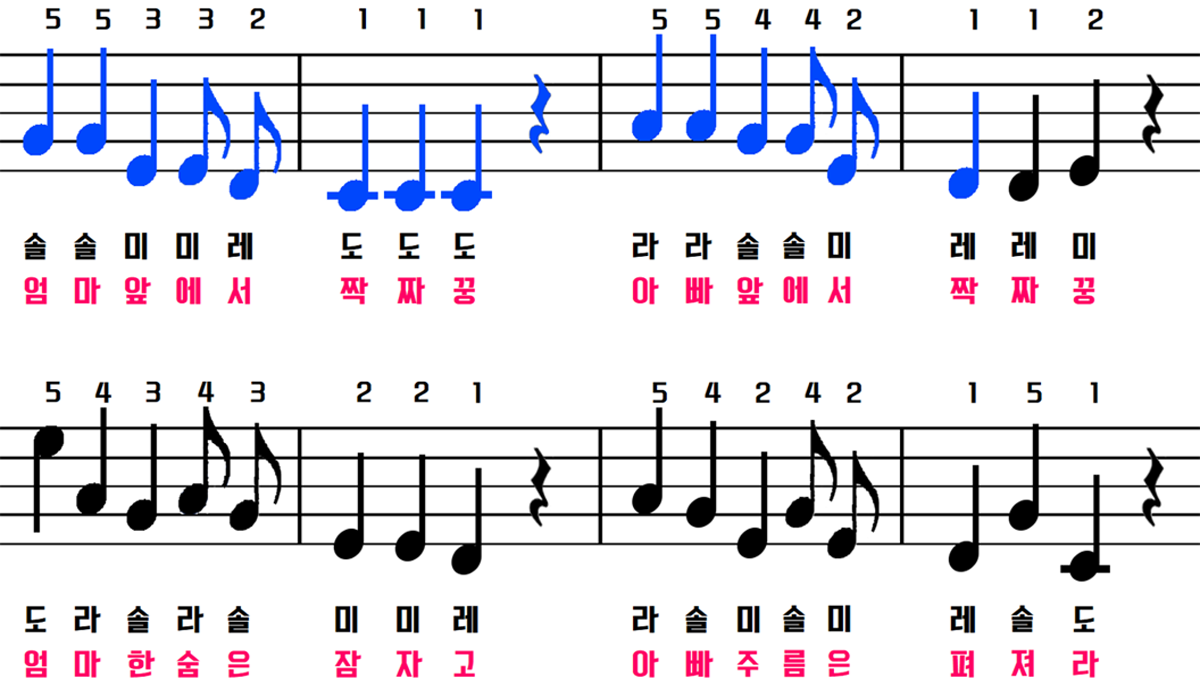 5 5 3 3 2 1 1 1 5 5 4 4 2 1 1 2
솔 솔 미 미 레 도 도 도 라 라 솔 솔 미 레 레 미
엄 마 앞 에 서 짝 짜 꿍 아 빠 앞 에 서 짝 짜 꿍
5 4 3 4 3 2 2 1 5 4 2 4 2 1 5 1
도 라 솔 라 솔 미 미 레 라 솔 미 솔 미 레 솔 도
엄 마 한 숨 은 잠 자 고 아 빠 주 름 은 펴 져 라